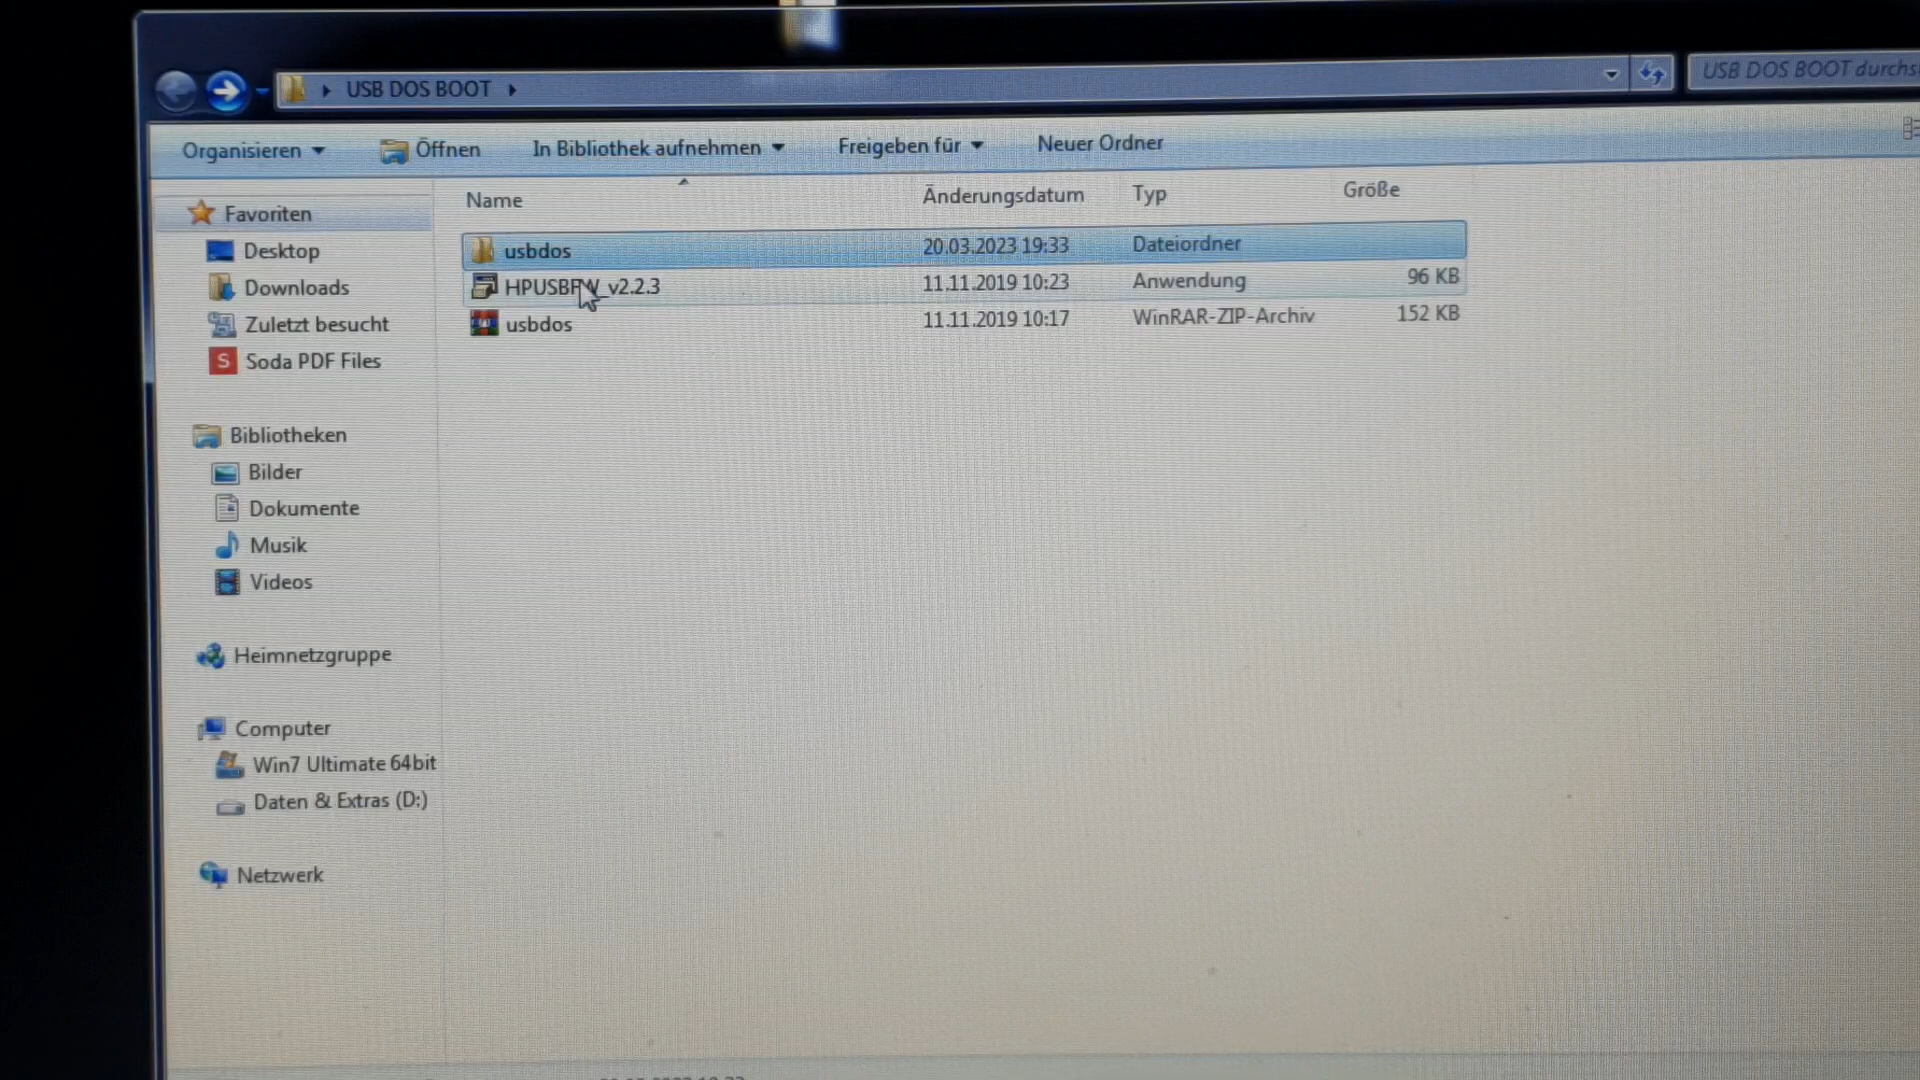 USB DOS BOOT
USB DOS BOOT durchs
Organisieren
Öffnen
In Bibliothek aufnehmen
Freigeben für
Neuer Ordner
Name
Änderungsdatum
Typ
Größe
usbdos
20.03.2023 19:33
Dateiordner
HPUSBFW_v2.2.3
11.11.2019 10:23
Anwendung
96 KB
usbdos
11.11.2019 10:17
WinRAR-ZIP-Archiv
152 KB
Favoriten
Desktop
Downloads
Zuletzt besucht
S
Soda PDF Files
Bibliotheken
Bilder
Dokumente
Musik
Videos
Heimnetzgruppe
Computer
Win7 Ultimate 64bit
Daten & Extras (D:)
Netzwerk